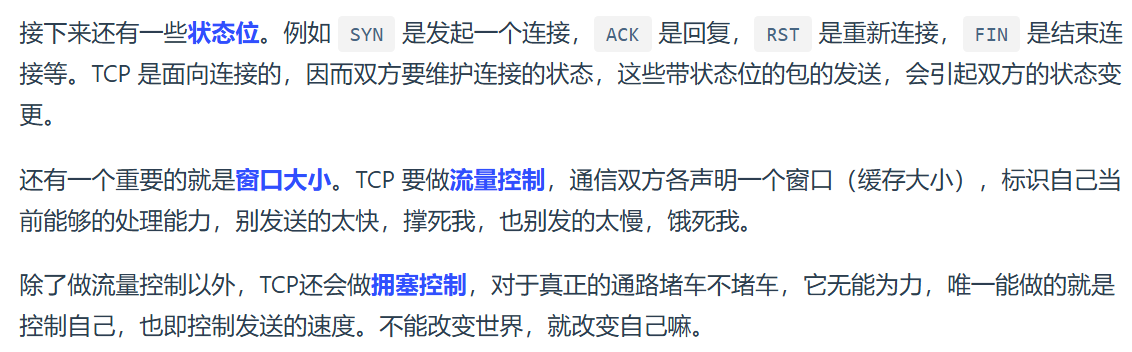 接下来还有一些状态位。例如 SYN 是发起一个连接，ACK 是回复，RST 是重新连接，FIN 是结束连
接等。TCP 是面向连接的，因而双方要维护连接的状态，这些带状态位的包的发送，会引起双方的状态变
更。
还有一个重要的就是窗口大小。TCP 要做流量控制，通信双方各声明一个窗口（缓存大小），标识自己当
前能够的处理能力，别发送的太快，撑死我，也别发的太慢，饿死我。
除了做流量控制以外，TCP还会做拥塞控制，对于真正的通路堵车不堵车，它无能为力，唯一能做的就是
控制自己，也即控制发送的速度。不能改变世界，就改变自己嘛。